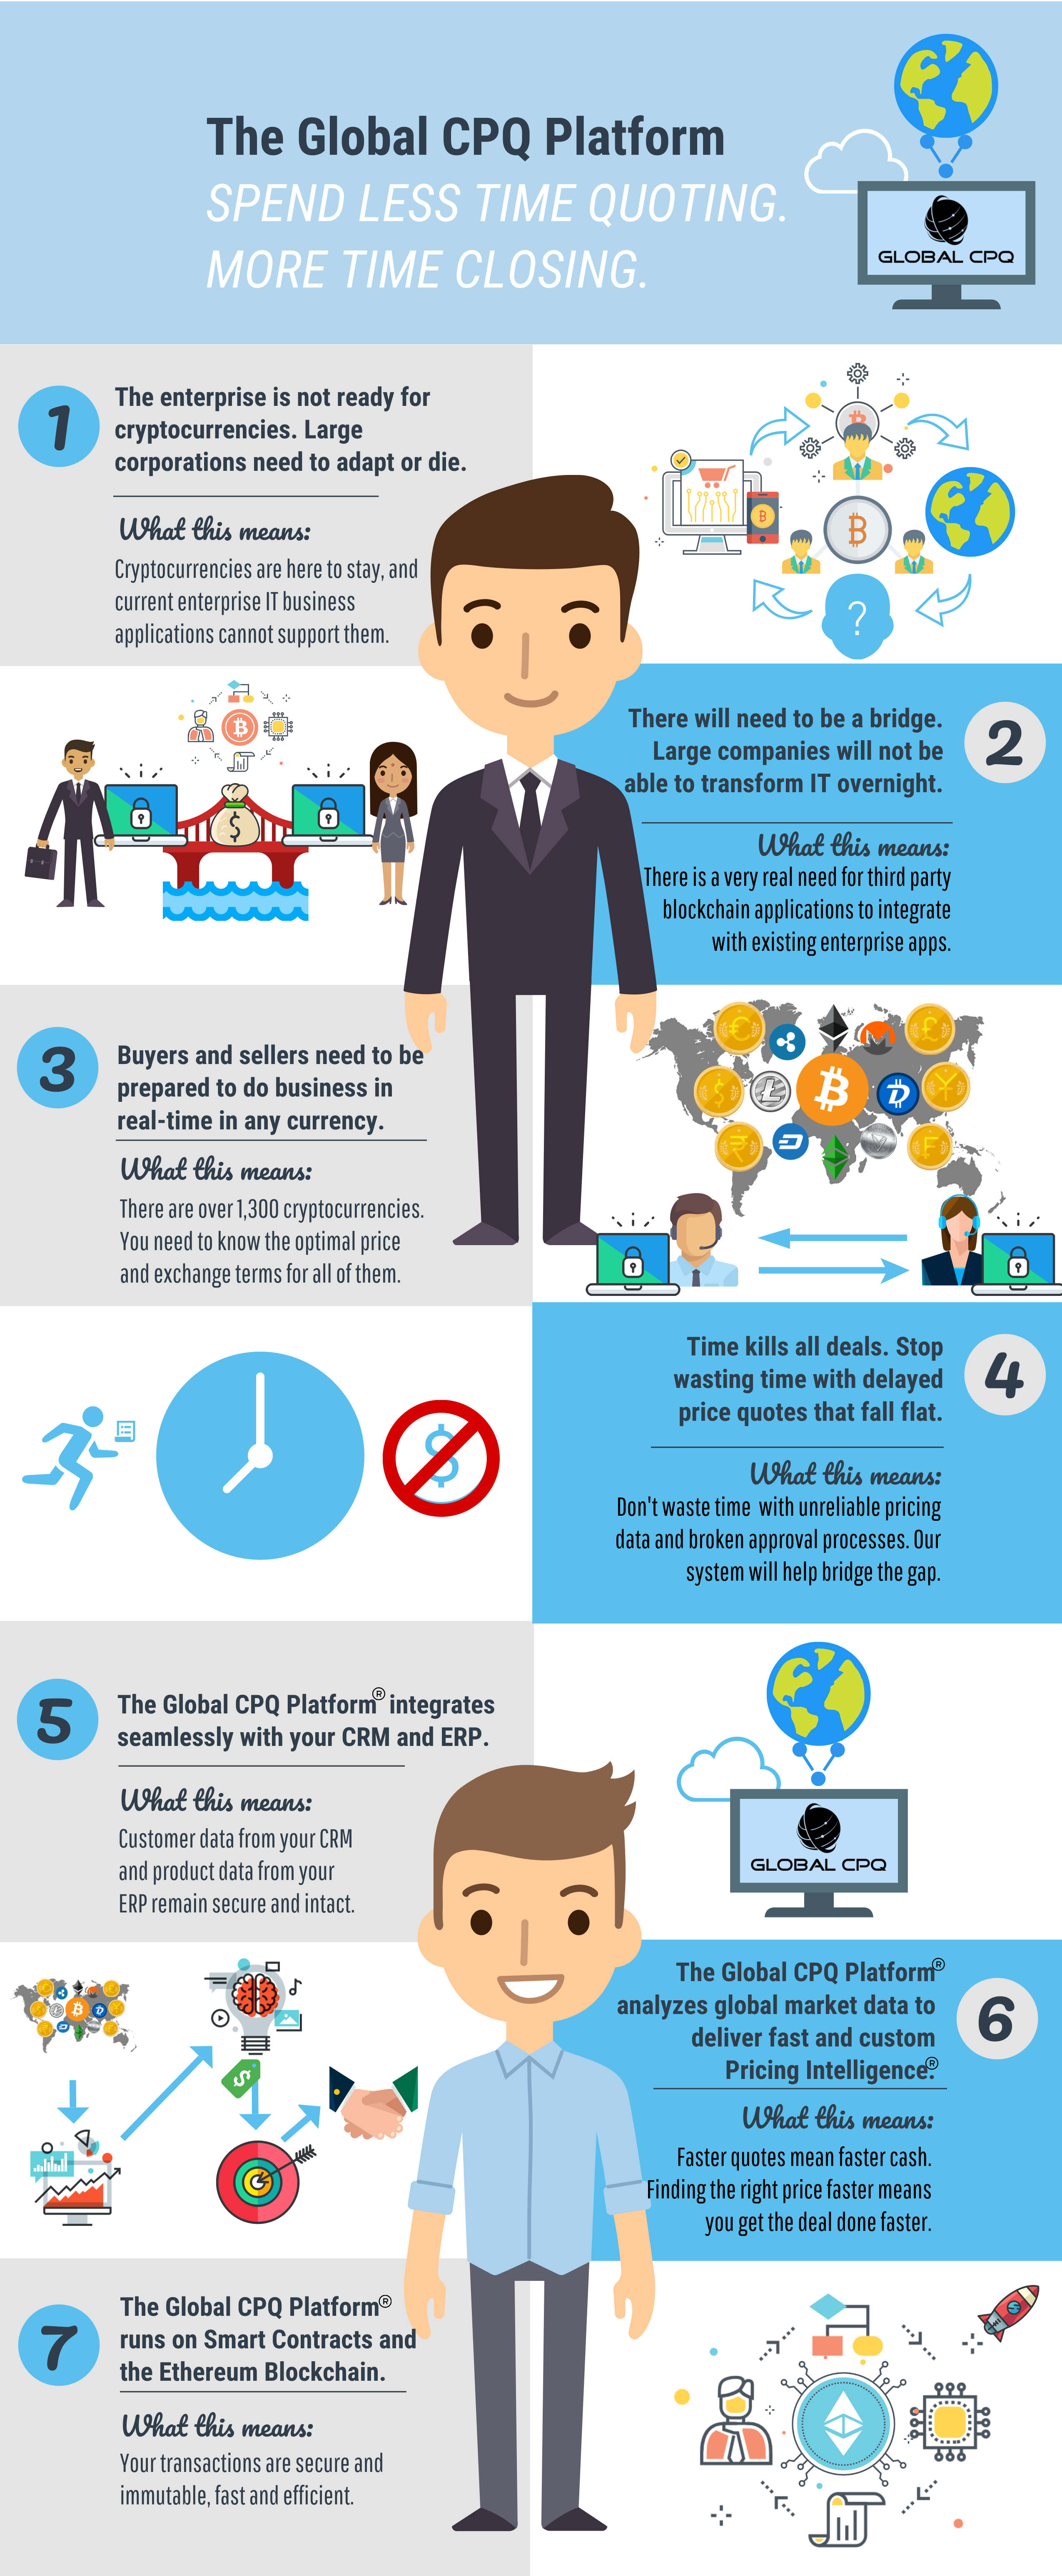 The Global CPQ Platform
SPEND LESS TIME QUOTING.
MORE TIME CLOSING.
GLOBAL CPQ
1
The enterprise is not ready for
cryptocurrencies. Large
corporations need to adapt or die.
What this means:
Cryptocurrencies are here to stay, and
current enterprise IT business
applications cannot support them.
?
2
There will need to be a bridge.
Large companies will not be
able to transform IT overnight.
What this means:
There is a very real need for third party
blockchain applications to integrate
with existing enterprise apps.
3
Buyers and sellers need to be
prepared to do business in
real-time in any currency.
What this means:
There are over 1,300 cryptocurrencies.
You need to know the optimal price
and exchange terms for all of them.
4
Time kills all deals. Stop
wasting time with delayed
price quotes that fall flat.
What this means:
Don't waste time with unreliable pricing
data and broken approval processes. Our
system will help bridge the gap.
5
The Global CPQ Platform® integrates
seamlessly with your CRM and ERP.
What this means:
Customer data from your CRM
and product data from your
ERP remain secure and intact.
GLOBAL CPQ
6
The Global CPQ Platform®
analyzes global market data to
deliver fast and custom
Pricing Intelligence®.
What this means:
Faster quotes mean faster cash.
Finding the right price faster means
you get the deal done faster.
7
The Global CPQ Platform®
runs on Smart Contracts and
the Ethereum Blockchain.
What this means:
Your transactions are secure and
immutable, fast and efficient.